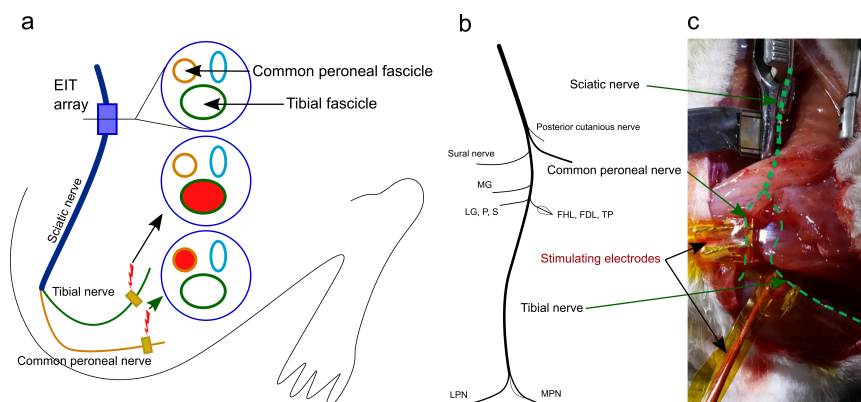 a
EIT
array
Common peroneal fascicle
Tibial fascicle
Sciatic nerve
Tibial nerve
Common peroneal nerve
b
Posterior cutanious nerve
Sural nerve
Common peroneal nerve
MG
LG, P, S
FHL, FDL, TP
Stimulating electrodes
Tibial nerve
LPN
MPN
c
Sciatic nerve